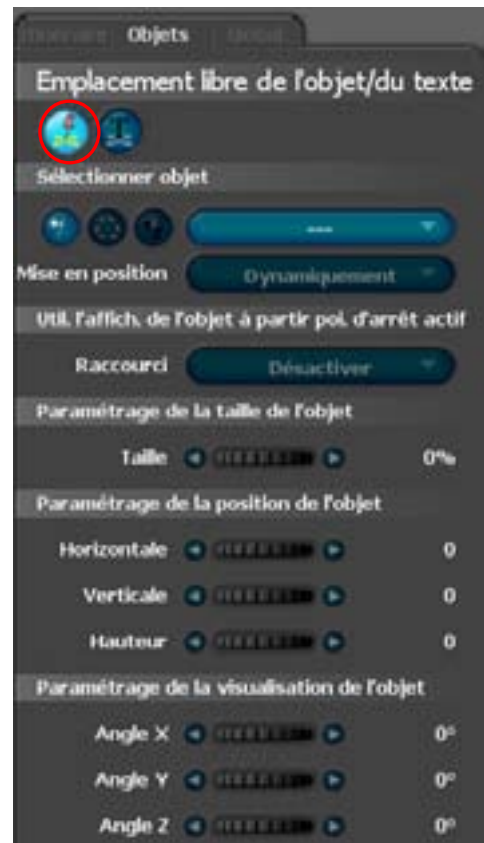 Objets
Emplacement libre de l'objet/du texte
Sélectionner objet
---
Mise en position Dynamiquement
Util. l'affich. de l'objet à partir poi. d'arrêt actif
Raccourci Désactiver
Paramétrage de la taille de l'objet
Taille 0%
Paramétrage de la position de l'objet
Horizontale 0
Verticale 0
Hauteur 0
Paramétrage de la visualisation de l'objet
Angle X 0°
Angle Y 0°
Angle Z 0°